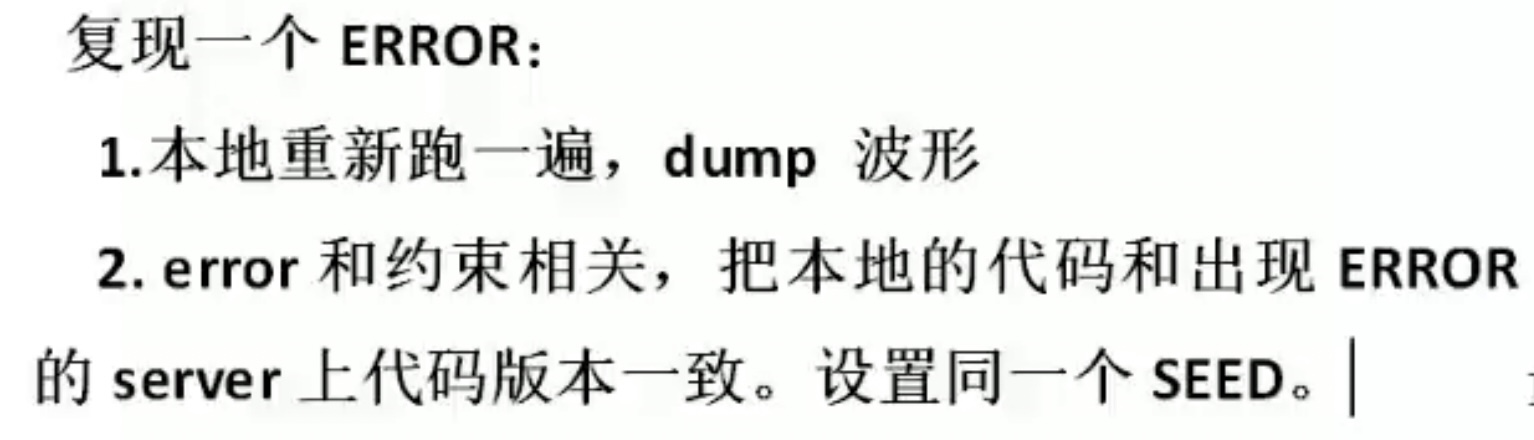 复现一个 ERROR：
1.本地重新跑一遍，dump 波形
2. error 和约束相关，把本地的代码和出现 ERROR
的 server 上代码版本一致。设置同一个 SEED。